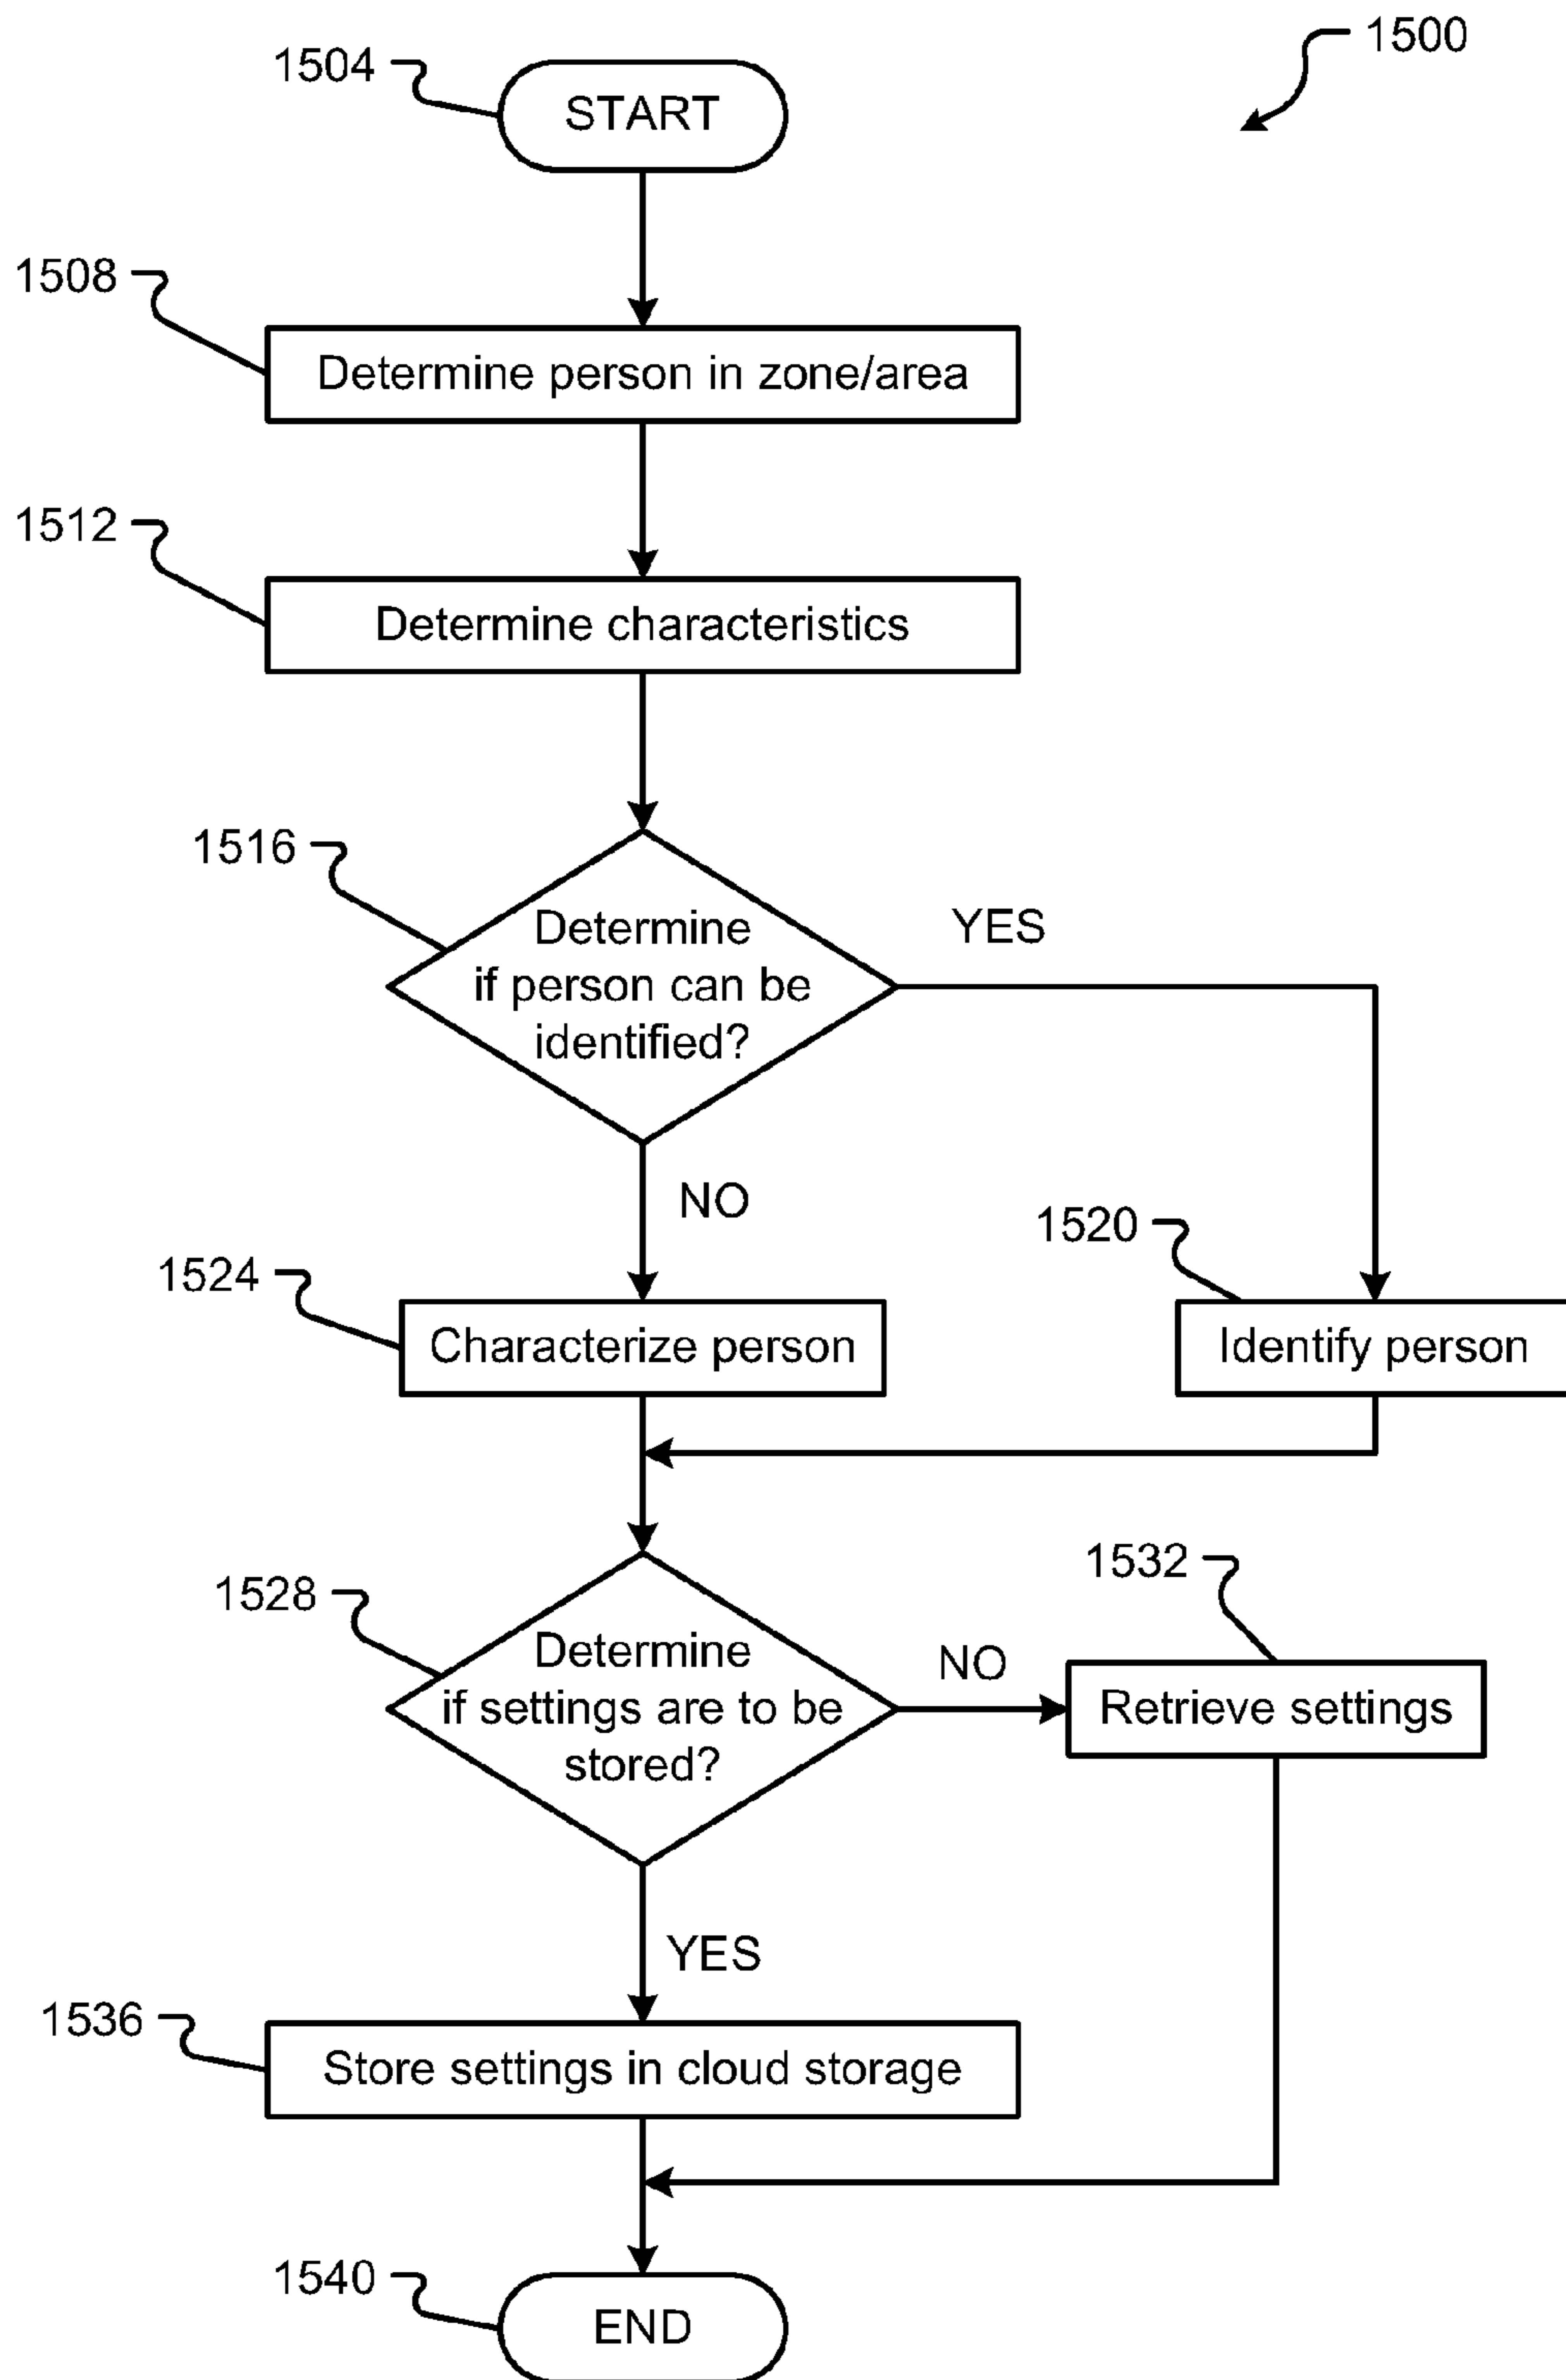 1500
1504
START
1508
Determine person in zone/area
1512
Determine characteristics
1516
Determine
if person can be
identified?
YES
NO
1520
1524
Characterize person
Identify person
1528
Determine
if settings are to be
stored?
NO
1532
Retrieve settings
YES
1536
Store settings in cloud storage
1540
END